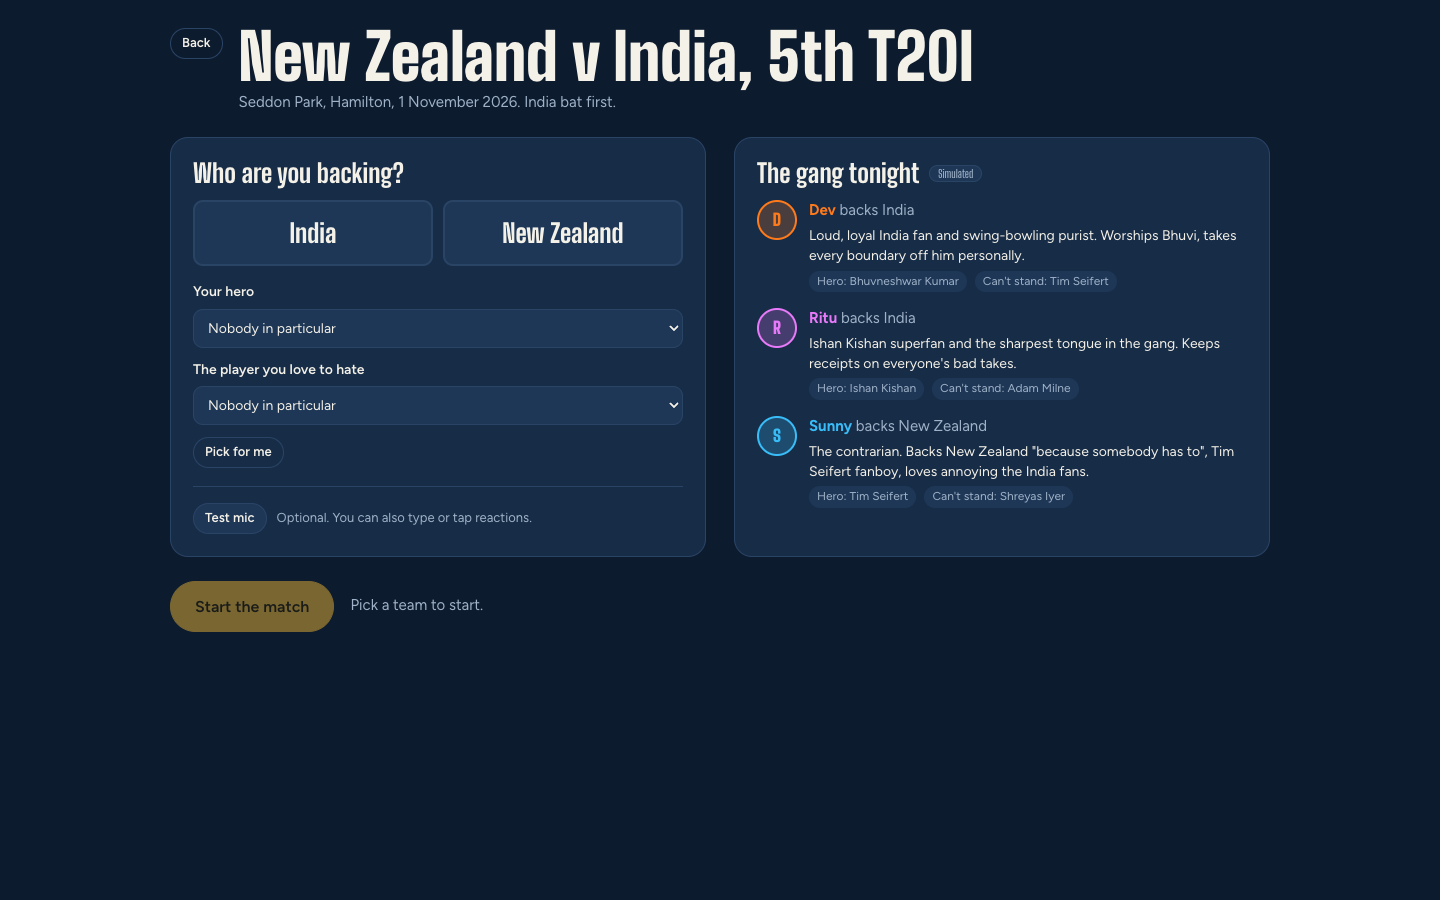 Back
New Zealand v India, 5th T20I
Seddon Park, Hamilton, 1 November 2026. India bat first.
Who are you backing?
India
New Zealand
Your hero
Nobody in particular
The player you love to hate
Nobody in particular
Pick for me
Test mic
Optional. You can also type or tap reactions.
The gang tonight
Simulated
D
Dev backs India
Loud, loyal India fan and swing-bowling purist. Worships Bhuvi, takes
every boundary off him personally.
Hero: Bhuvneshwar Kumar
Can't stand: Tim Seifert
R
Ritu backs India
Ishan Kishan superfan and the sharpest tongue in the gang. Keeps
receipts on everyone's bad takes.
Hero: Ishan Kishan
Can't stand: Adam Milne
S
Sunny backs New Zealand
The contrarian. Backs New Zealand "because somebody has to", Tim
Seifert fanboy, loves annoying the India fans.
Hero: Tim Seifert
Can't stand: Shreyas Iyer
Start the match
Pick a team to start.